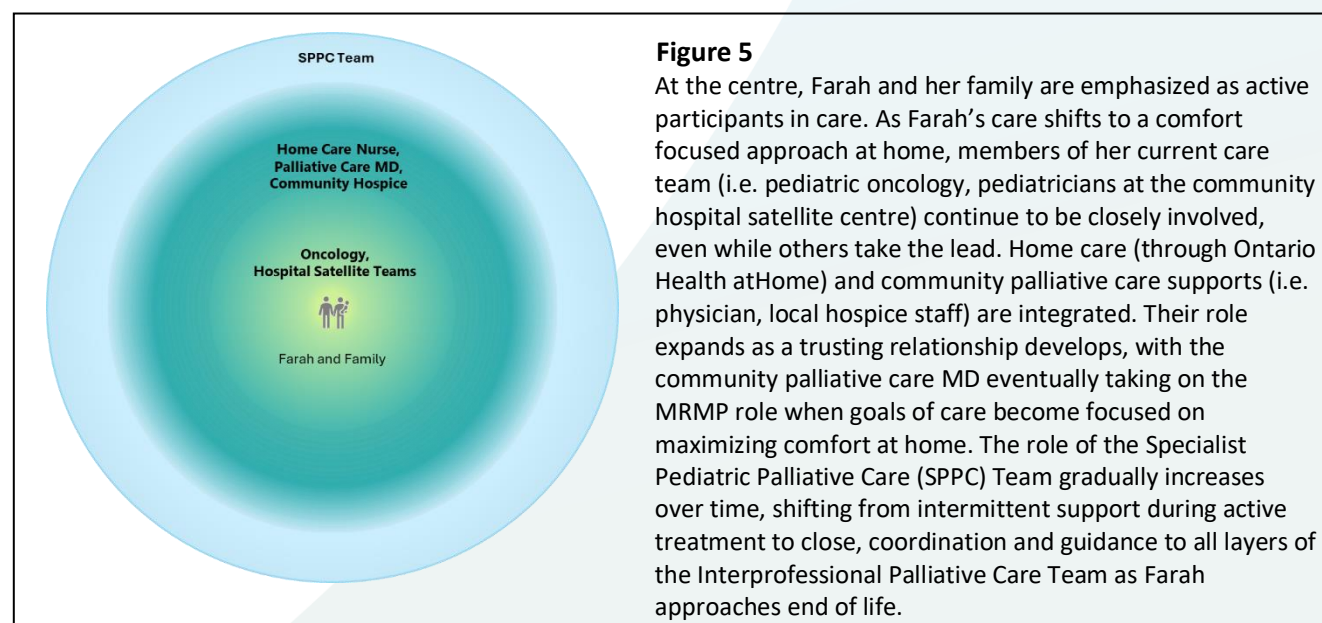 SPPC Team
Home Care Nurse,
Palliative Care MD,
Community Hospice
Oncology,
Hospital Satellite Teams
Farah and Family
Figure 5
At the centre, Farah and her family are emphasized as active
participants in care. As Farah’s care shifts to a comfort
focused approach at home, members of her current care
team (i.e. pediatric oncology, pediatricians at the community
hospital satellite centre) continue to be closely involved,
even while others take the lead. Home care (through Ontario
Health atHome) and community palliative care supports (i.e.
physician, local hospice staff) are integrated. Their role
expands as a trusting relationship develops, with the
community palliative care MD eventually taking on the
MRMP role when goals of care become focused on
maximizing comfort at home. The role of the Specialist
Pediatric Palliative Care (SPPC) Team gradually increases
over time, shifting from intermittent support during active
treatment to close, coordination and guidance to all layers of
the Interprofessional Palliative Care Team as Farah
approaches end of life.